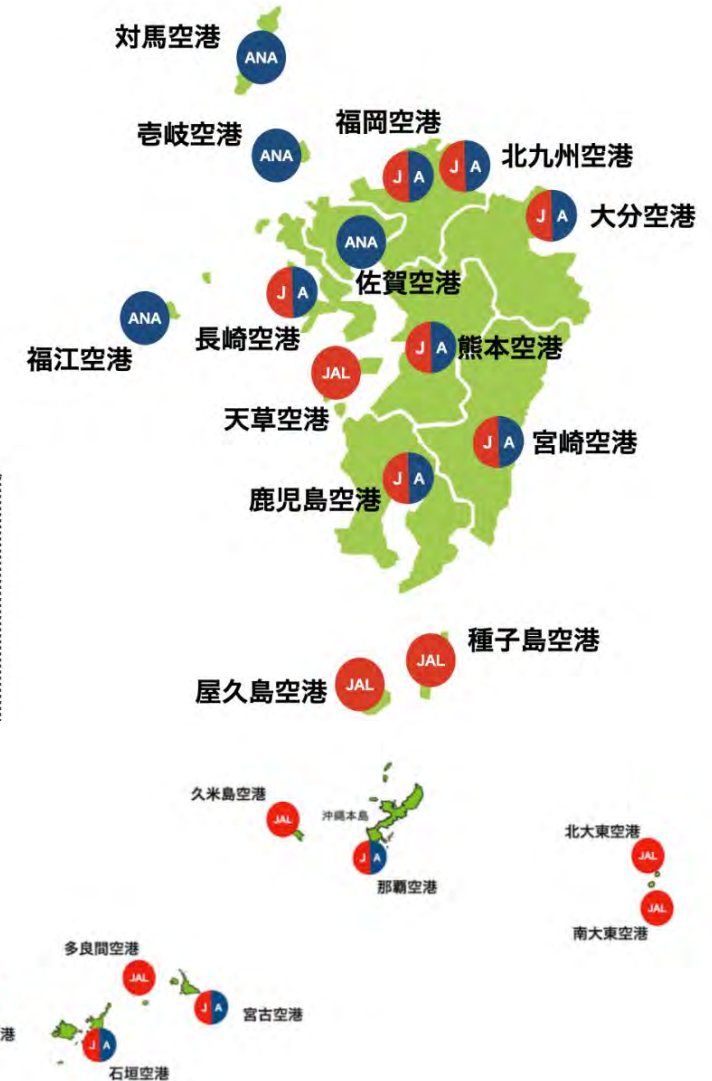 対馬空港
ANA
壱岐空港
ANA
福岡空港
J A
J A
北九州空港
J A
大分空港
ANA
佐賀空港
J A
長崎空港
ANA
福江空港
J A
熊本空港
JAL
天草空港
J A
宮崎空港
J A
鹿児島空港
JAL
種子島空港
JAL
屋久島空港
久米島空港
JAL
沖縄本島
J A
那覇空港
北大東空港
JAL
JAL
南大東空港
多良間空港
JAL
J A
宮古空港
港
J A
石垣空港